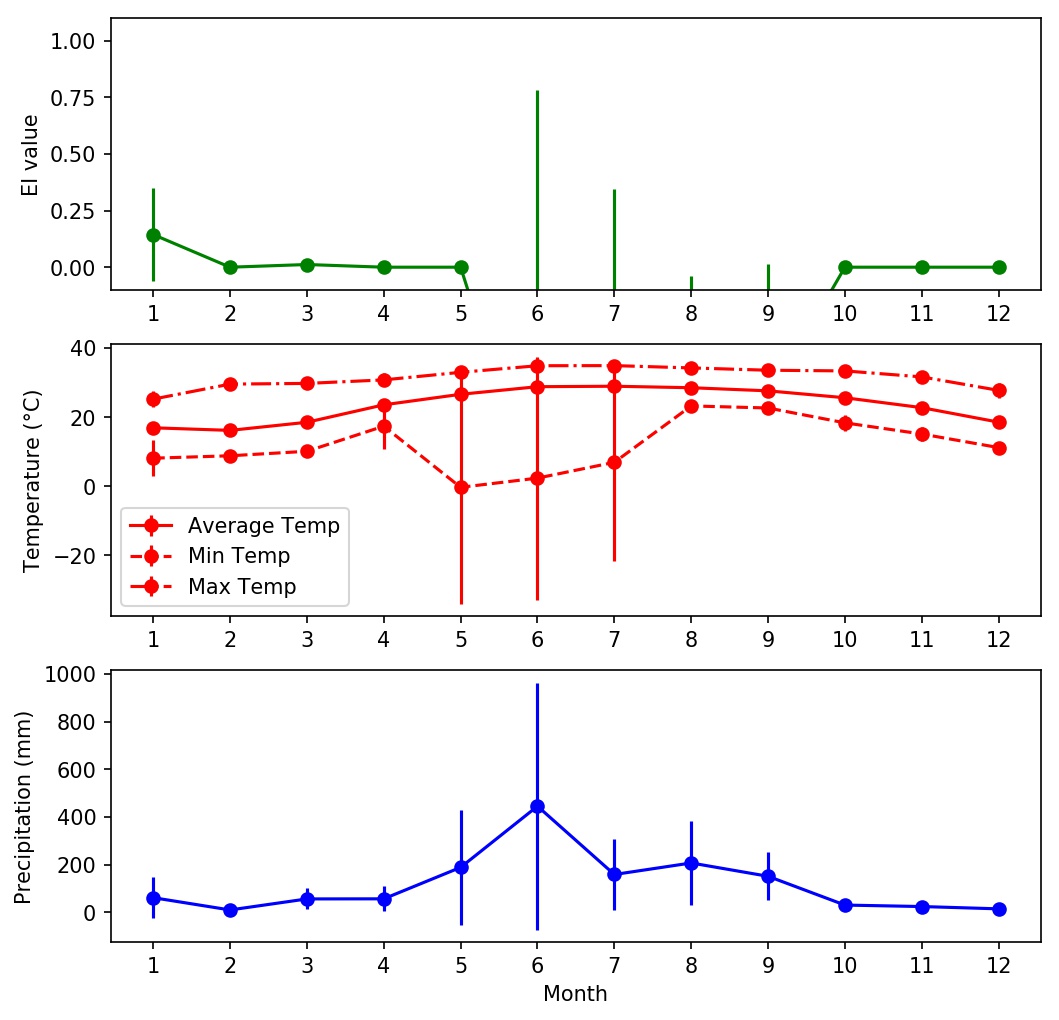 1.00
0.75
0.50
0.25
0.00
EI value
1 2 3 4 5 6 7 8 9 10 11 12
40
20
0
−20
Temperature (°C)
Average Temp
Min Temp
Max Temp
1 2 3 4 5 6 7 8 9 10 11 12
1000
800
600
400
200
0
Precipitation (mm)
1 2 3 4 5 6 7 8 9 10 11 12
Month